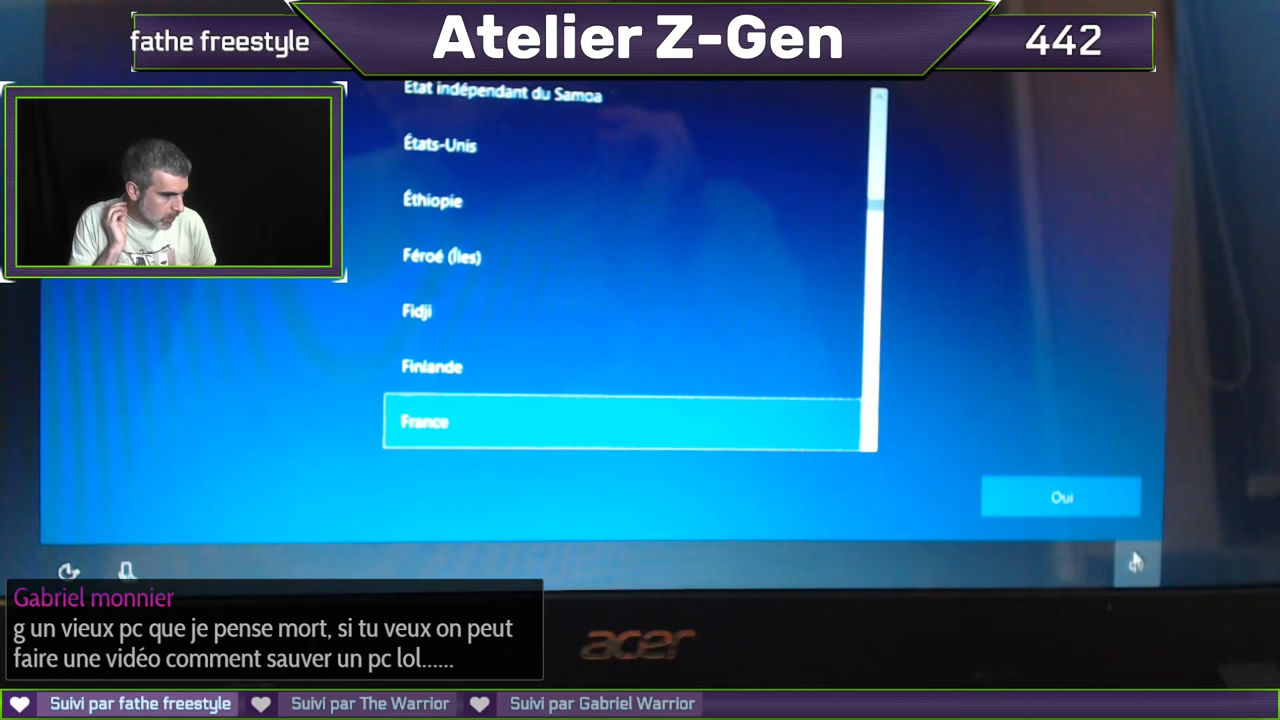 fathe freestyle
Atelier Z-Gen
442
Etat indépendant du Samoa
États-Unis
Éthiopie
Féroé (Îles)
Fidji
Finlande
France
Oui
Gabriel monnier
g un vieux pc que je pense mort, si tu veux on peut
faire une vidéo comment sauver un pc lol......
acer
Suivi par fathe freestyle
Suivi par The Warrior
Suivi par Gabriel Warrior